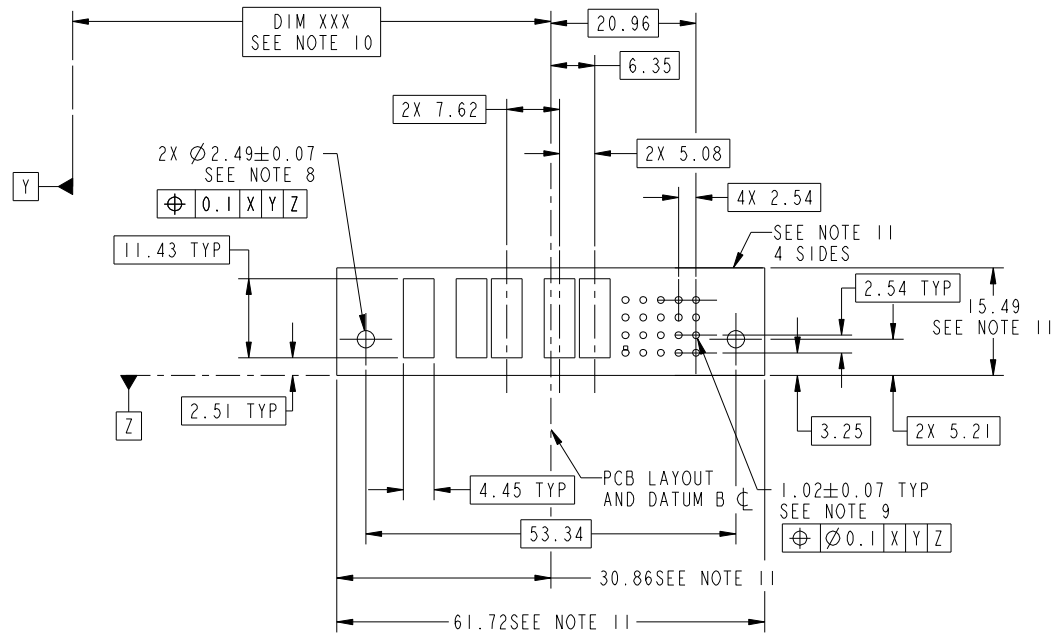 DIM XXX
SEE NOTE 10
20.96
6.35
2X 7.62
2X 5.08
4X 2.54
2X Ø2.49±0.07
SEE NOTE 8
⌖ 0.1 X Y Z
Y
11.43 TYP
SEE NOTE 11
4 SIDES
2.54 TYP
15.49
SEE NOTE 11
2.51 TYP
Z
3.25
2X 5.21
4.45 TYP
PCB LAYOUT
AND DATUM B ℄
1.02±0.07 TYP
SEE NOTE 9
⌖ Ø0.1 X Y Z
53.34
30.86SEE NOTE 11
61.72SEE NOTE 11